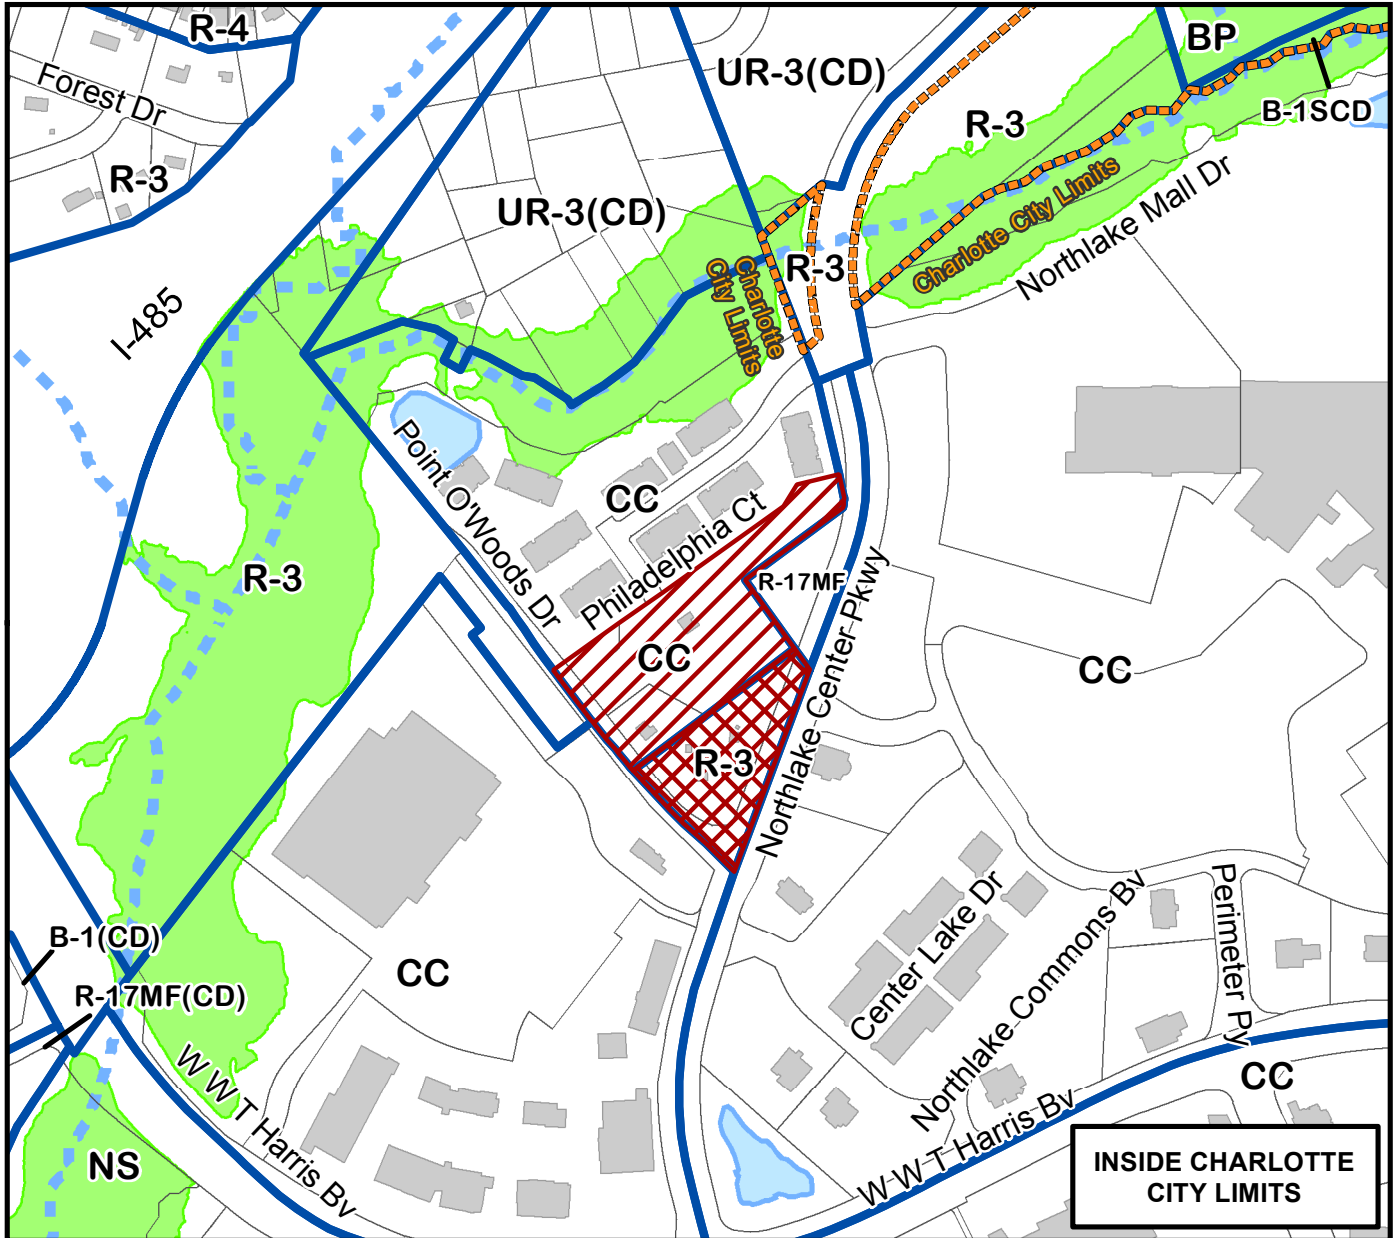 R-4
BP
UR-3(CD)
Forest Dr
B-1SCD
R-3
R-3
Charlotte City Limits
Northlake Mall Dr
UR-3(CD)
R-3
Charlotte
City Limits
I-485
Point O'Woods Dr
CC
Philadelphia Ct
R-3
R-17MF
Northlake Center Pkwy
CC
CC
R-3
Center Lake Dr
Northlake Commons Bv
Perimeter Py
B-1(CD)
CC
R-17MF(CD)
W W T Harris Bv
CC
W W T Harris Bv
NS
INSIDE CHARLOTTE
CITY LIMITS